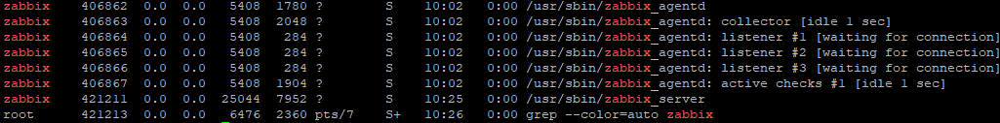 zabbix 406862 0.0 0.0 5408 1780 ? S 10:02 0:00 /usr/sbin/zabbix_agentd
zabbix 406863 0.0 0.0 5408 2048 ? S 10:02 0:00 /usr/sbin/zabbix_agentd: collector [idle 1 sec]
zabbix 406864 0.0 0.0 5408 284 ? S 10:02 0:00 /usr/sbin/zabbix_agentd: listener #1 [waiting for connection]
zabbix 406865 0.0 0.0 5408 284 ? S 10:02 0:00 /usr/sbin/zabbix_agentd: listener #2 [waiting for connection]
zabbix 406866 0.0 0.0 5408 284 ? S 10:02 0:00 /usr/sbin/zabbix_agentd: listener #3 [waiting for connection]
zabbix 406867 0.0 0.0 5408 1904 ? S 10:02 0:00 /usr/sbin/zabbix_agentd: active checks #1 [idle 1 sec]
zabbix 421211 0.0 0.0 25044 7952 ? S 10:25 0:00 /usr/sbin/zabbix_server
root 421213 0.0 0.0 6476 2360 pts/7 S+ 10:26 0:00 grep --color=auto zabbix